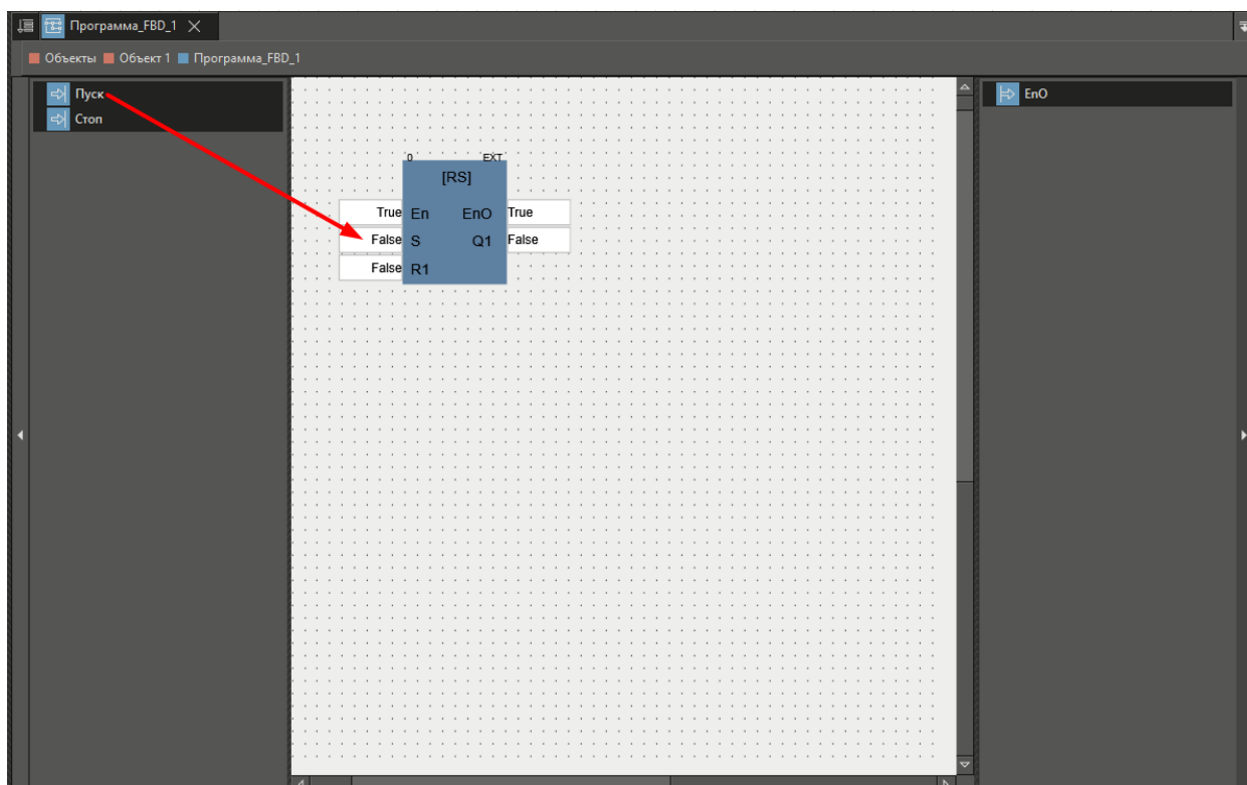 Программа_FBD_1
Объекты Объект 1 Программа_FBD_1
Пуск
Стоп
EnO
0 EXT
[RS]
True En EnO True
False S Q1 False
False R1